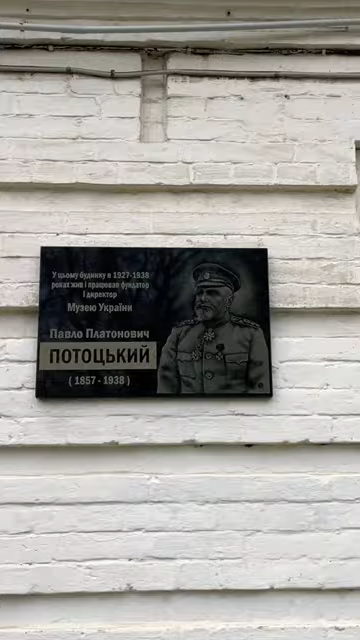 У цьому будинку в 1927-1938
роках жив і працював фундатор
і директор
Музею України
Павло Платонович
ПОТОЦЬКИЙ
( 1857 - 1938 )